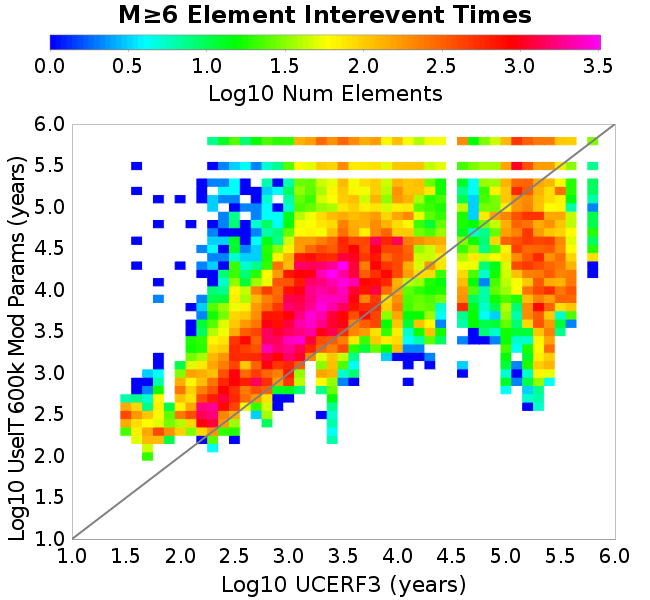 M≥6 Element Interevent Times
0.0 0.5 1.0 1.5 2.0 2.5 3.0 3.5
Log10 Num Elements
Log10 UseIT 600k Mod Params (years)
6.0
5.5
5.0
4.5
4.0
3.5
3.0
2.5
2.0
1.5
1.0
1.0 1.5 2.0 2.5 3.0 3.5 4.0 4.5 5.0 5.5 6.0
Log10 UCERF3 (years)